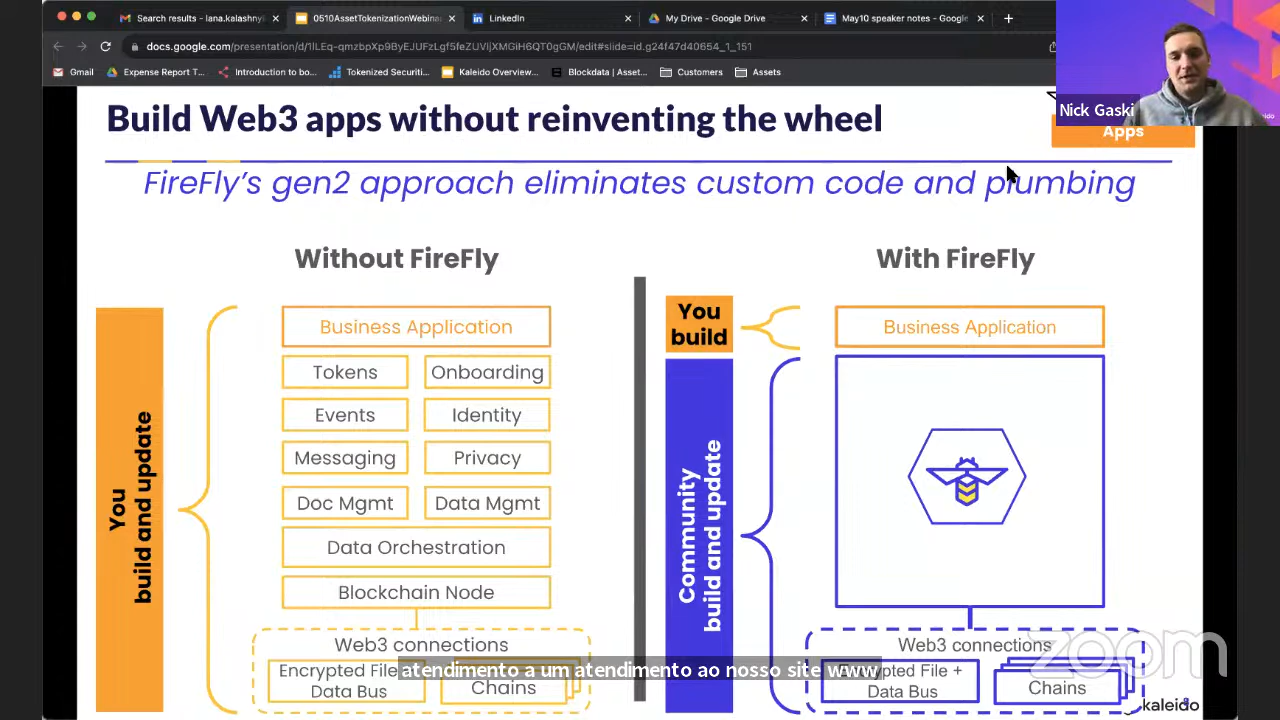 Search results - lana.kalashnyk
0510AssetTokenizationWebina
LinkedIn
My Drive - Google Drive
May10 speaker notes - Google
docs.google.com/presentation/d/
/edit#slide=id.g24f47d40654_1_151
Gmail
Expense Report T...
Introduction to bo...
Tokenized Securiti...
Kaleido Overview...
Blockdata | Asset...
Customers
Assets
Nick Gaski
Apps
Build Web3 apps without reinventing the wheel
FireFly's gen2 approach eliminates custom code and plumbing
Without FireFly
You
build and update
Business Application
Tokens
Onboarding
Events
Identity
Messaging
Privacy
Doc Mgmt
Data Mgmt
Data Orchestration
Blockchain Node
Web3 connections
Encrypted File
Data Bus
Chains
With FireFly
You
build
Business Application
Community
build and update
Web3 connections
Encrypted File +
Data Bus
Chains
atendimento a um atendimento ao nosso site www
zoom
kaleido